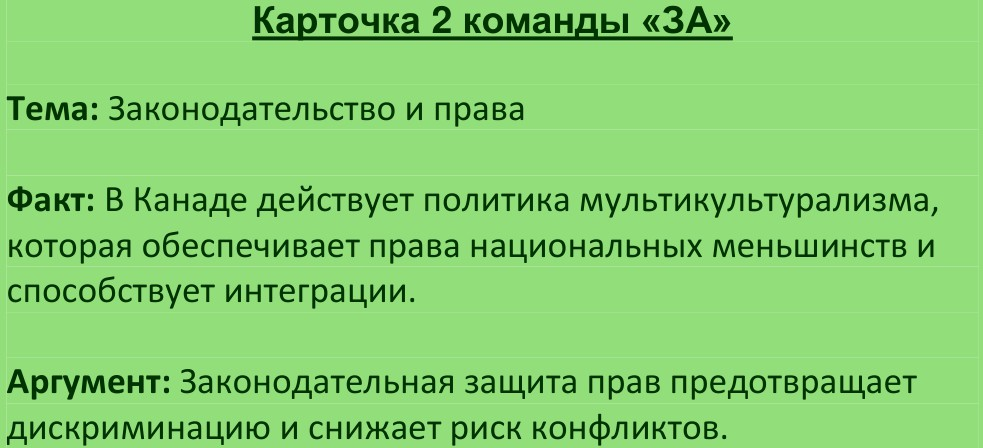 Карточка 2 команды «ЗА»
Тема: Законодательство и права
Факт: В Канаде действует политика мультикультурализма,
которая обеспечивает права национальных меньшинств и
способствует интеграции.
Аргумент: Законодательная защита прав предотвращает
дискриминацию и снижает риск конфликтов.